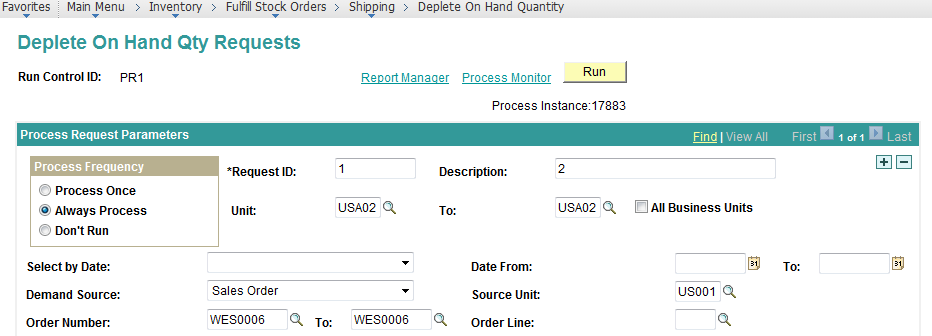 Favorites Main Menu > Inventory > Fulfill Stock Orders > Shipping > Deplete On Hand Quantity
Deplete On Hand Qty Requests
Run Control ID: PR1 Report Manager Process Monitor Run
Process Instance:17883
Process Request Parameters Find | View All First 1 of 1 Last
Process Frequency
*Request ID: 1 Description: 2
Process Once
Always Process Unit: USA02 To: USA02 All Business Units
Don't Run
Select by Date: Date From: 31 To: 31
Demand Source: Sales Order Source Unit: US001
Order Number: WES0006 To: WES0006 Order Line: